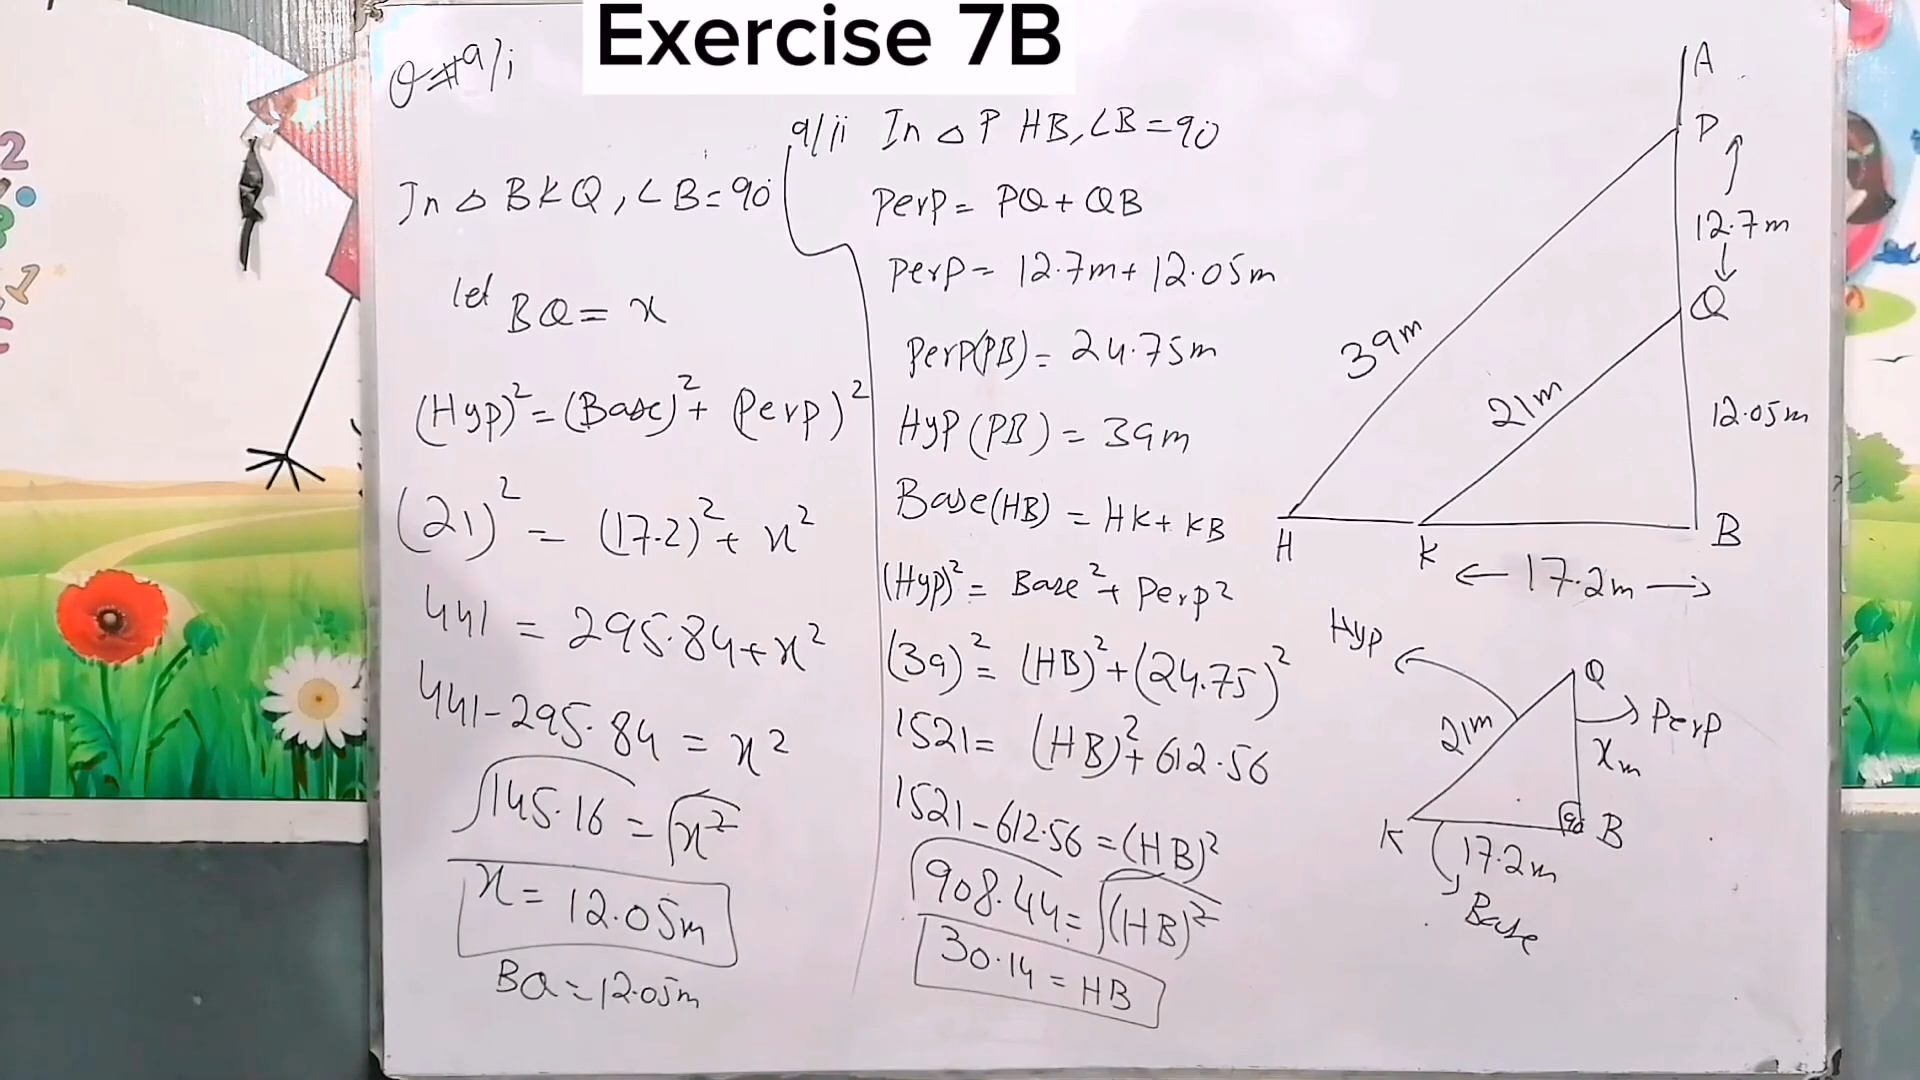 Exercise 7B
Q#9/i
In △ BKQ, ∠B=90°
let BQ = x
(Hyp)² = (Base)² + (Perp)²
(21)² = (17.2)² + x²
441 = 295.84 + x²
441 - 295.84 = x²
√145.16 = √x²
x = 12.05m
BQ = 12.05m
9/ii In △ PHB, ∠B=90°
Perp = PQ + QB
Perp = 12.7m + 12.05m
Perp(PB) = 24.75m
Hyp(PB) = 39m
Base(HB) = HK + KB
(Hyp)² = Base² + Perp²
(39)² = (HB)² + (24.75)²
1521 = (HB)² + 612.56
1521 - 612.56 = (HB)²
√908.44 = √(HB)²
30.14 = HB
A
P
12.7m
Q
39m
21m
12.05m
H
K
B
17.2m
Hyp
Q
21m
Perp
xm
K
90
B
17.2m
Base
2
1